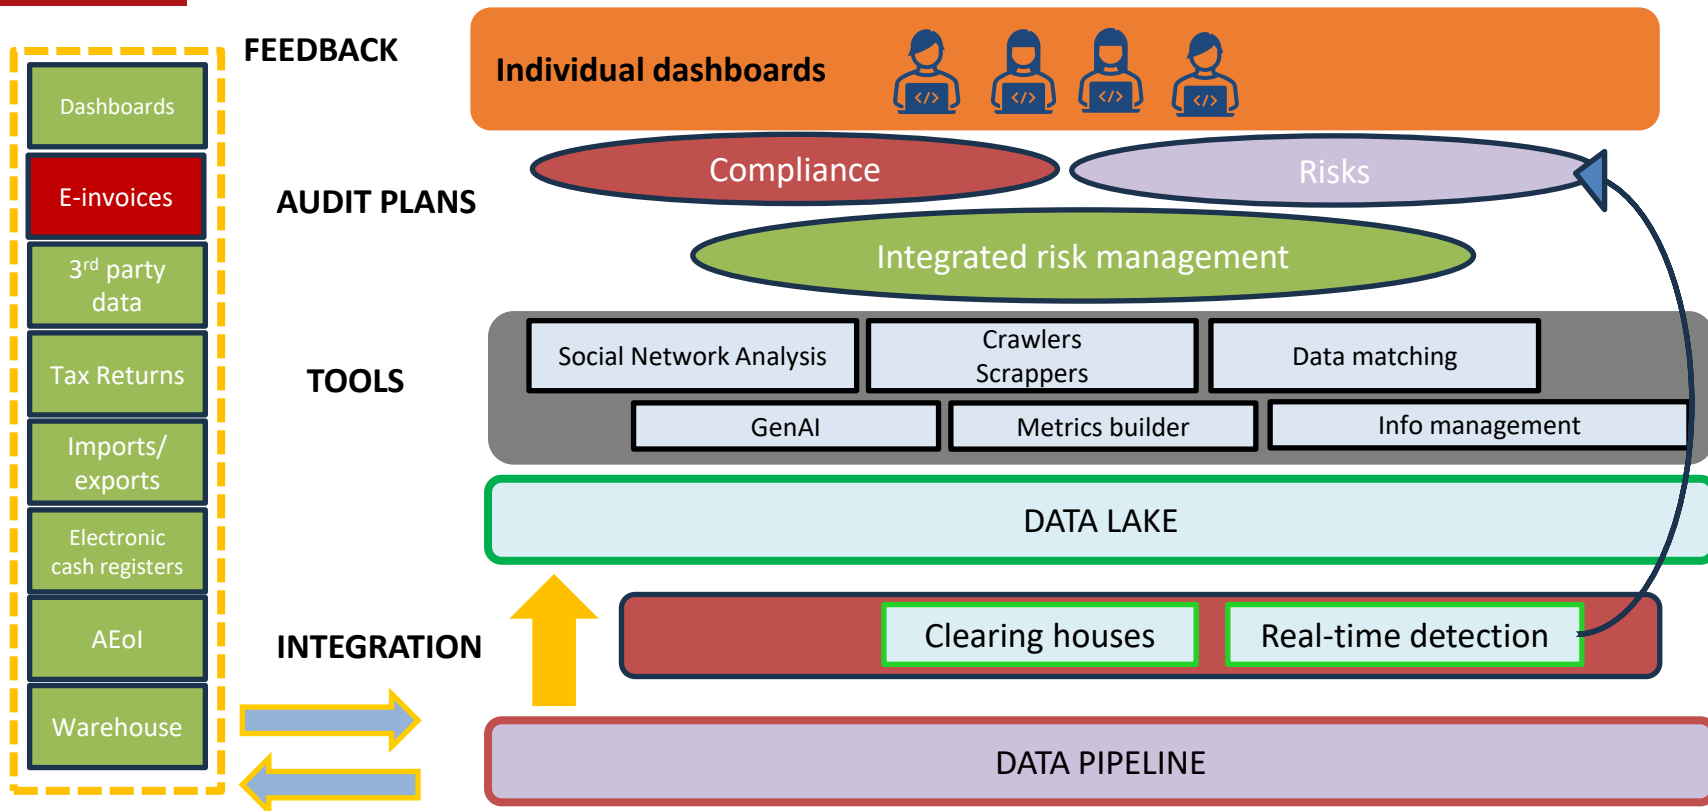 Dashboards
E-invoices
3rd party
data
Tax Returns
Imports/
exports
Electronic
cash registers
AEoI
Warehouse
FEEDBACK
Individual dashboards
</>
</>
</>
</>
AUDIT PLANS
Compliance
Risks
Integrated risk management
TOOLS
Social Network Analysis
Crawlers
Scrappers
Data matching
GenAI
Metrics builder
Info management
DATA LAKE
INTEGRATION
Clearing houses
Real-time detection
DATA PIPELINE